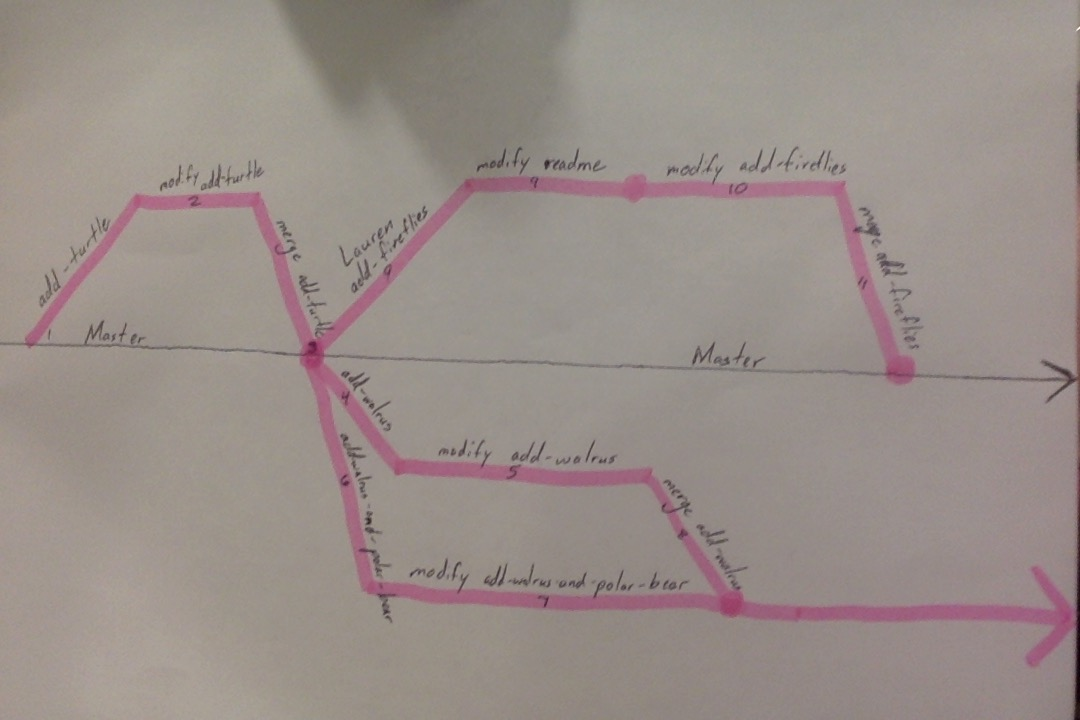 add-turtle
1
modify add-turtle
2
merge add-turtle
3
Master
Lauren
add-fireflies
9
modify readme
9
modify add-fireflies
10
merge add-fireflies
11
Master
add-walrus
4
modify add-walrus
5
merge add-walrus
8
add-walrus-and-polar-bear
6
modify add-walrus-and-polar-bear
7